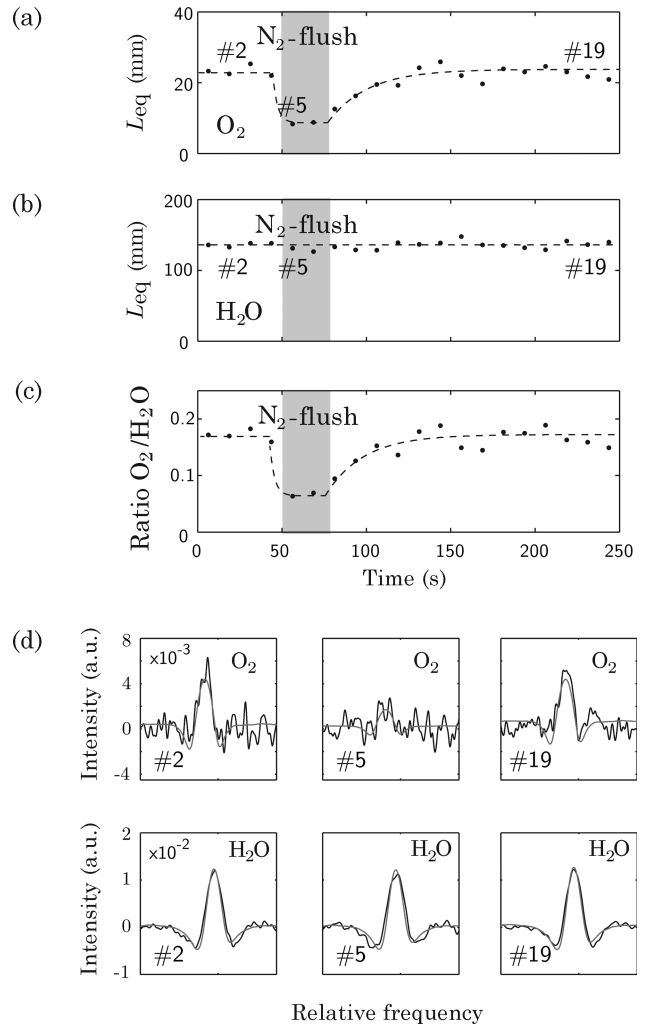 (a)
40
20
0
Leq (mm)
N₂-flush
#2
#5
#19
O₂
(b)
200
100
0
Leq (mm)
N₂-flush
#2
#5
#19
H₂O
(c)
0.2
0.1
0
Ratio O₂/H₂O
N₂-flush
0 50 100 150 200 250
Time (s)
(d)
8
4
0
-4
Intensity (a.u.)
x10⁻³
O₂ O₂ O₂
#2 #5 #19
2
1
0
-1
Intensity (a.u.)
x10⁻²
H₂O H₂O H₂O
#2 #5 #19
Relative frequency